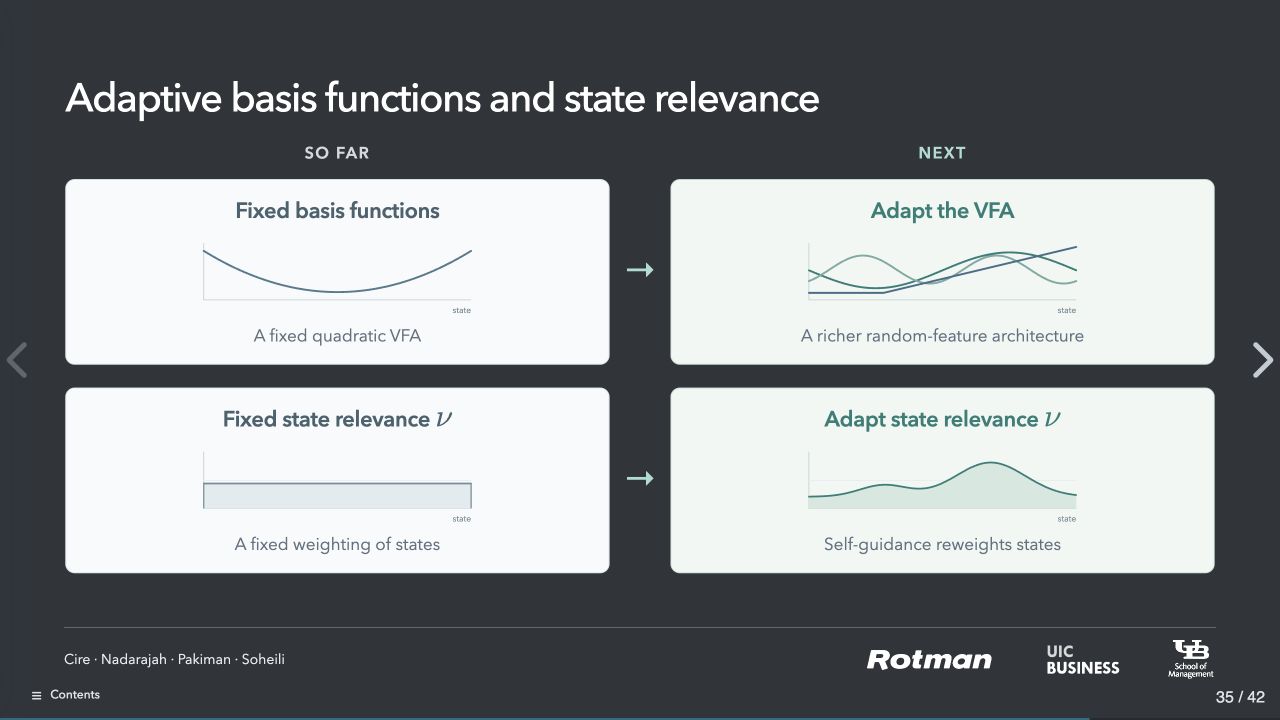 Adaptive basis functions and state relevance
SO FAR
NEXT
Fixed basis functions
state
A fixed quadratic VFA
Adapt the VFA
state
A richer random-feature architecture
Fixed state relevance ν
state
A fixed weighting of states
Adapt state relevance ν
state
Self-guidance reweights states
Cire · Nadarajah · Pakiman · Soheili
Rotman
UIC
BUSINESS
UB
School of
Management
Contents
35 / 42